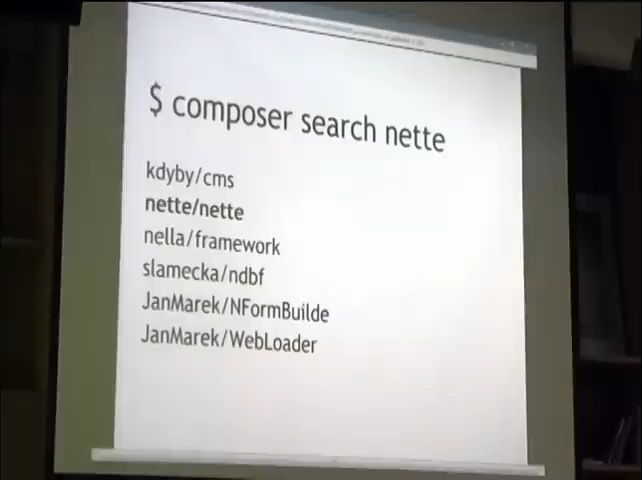 $ composer search nette
kdyby/cms
nette/nette
nella/framework
slamecka/ndbf
JanMarek/NFormBuilde
JanMarek/WebLoader